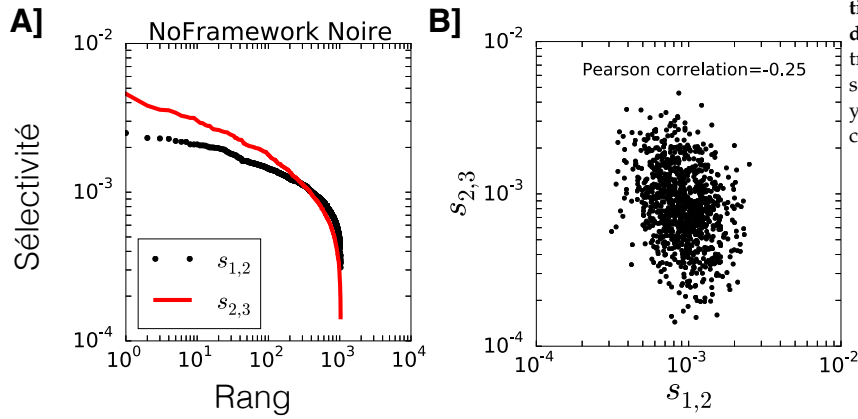 A]
NoFramework Noire
Sélectivité
10^-2
10^-3
10^-4
s_{1,2}
s_{2,3}
10^0 10^1 10^2 10^3 10^4
Rang
B]
Pearson correlation=-0.25
s_{2,3}
10^-2
10^-3
10^-4
10^-4 10^-3 10^-2
s_{1,2}